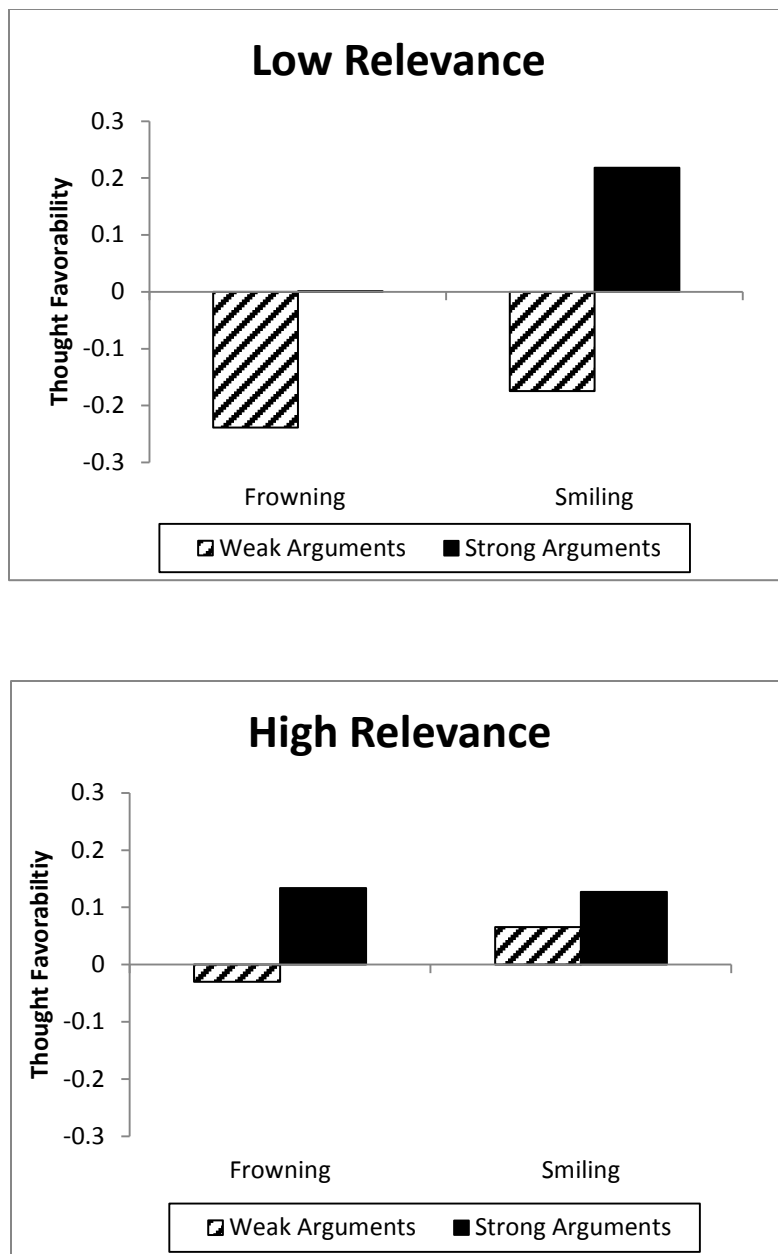 Low Relevance
Thought Favorability
0.3
0.2
0.1
0
-0.1
-0.2
-0.3
Frowning Smiling
Weak Arguments Strong Arguments
High Relevance
Thought Favorabiltiy
0.3
0.2
0.1
0
-0.1
-0.2
-0.3
Frowning Smiling
Weak Arguments Strong Arguments